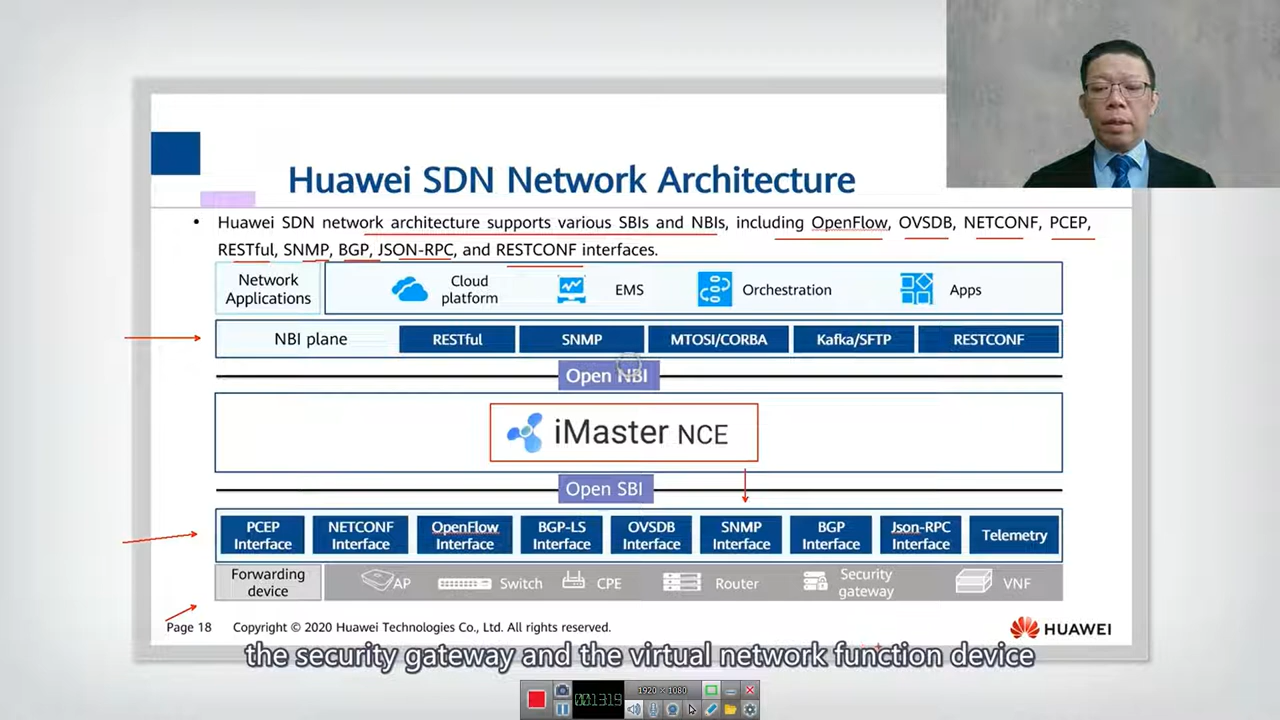 Huawei SDN Network Architecture
• Huawei SDN network architecture supports various SBIs and NBIs, including OpenFlow, OVSDB, NETCONF, PCEP,
RESTful, SNMP, BGP, JSON-RPC, and RESTCONF interfaces.
Network Applications
Cloud platform
EMS
Orchestration
Apps
NBI plane
RESTful
SNMP
MTOSI/CORBA
Kafka/SFTP
RESTCONF
Open NBI
iMaster NCE
Open SBI
PCEP Interface
NETCONF Interface
OpenFlow Interface
BGP-LS Interface
OVSDB Interface
SNMP Interface
BGP Interface
Json-RPC Interface
Telemetry
Forwarding device
AP
Switch
CPE
Router
Security gateway
VNF
Page 18 Copyright © 2020 Huawei Technologies Co., Ltd. All rights reserved.
HUAWEI
the security gateway and the virtual network function device
1920 × 1080